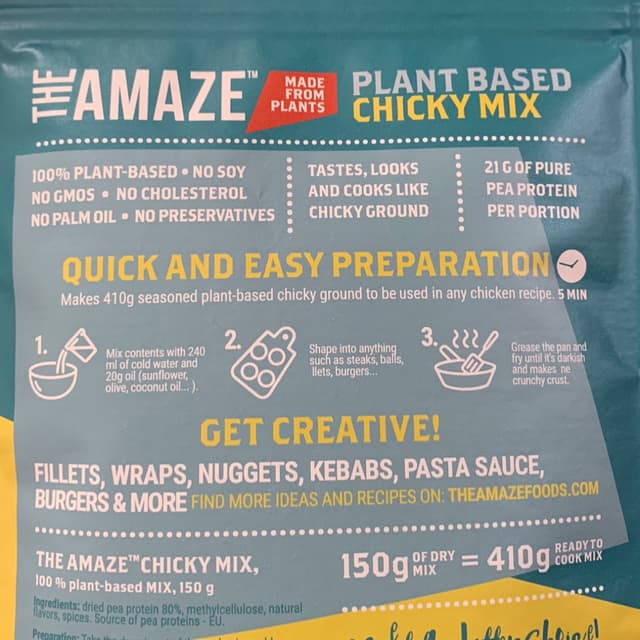 THE AMAZE™
MADE
FROM
PLANTS
PLANT BASED
CHICKY MIX
100% PLANT-BASED • NO SOY
NO GMOS • NO CHOLESTEROL
NO PALM OIL • NO PRESERVATIVES
TASTES, LOOKS
AND COOKS LIKE
CHICKY GROUND
21 G OF PURE
PEA PROTEIN
PER PORTION
QUICK AND EASY PREPARATION
Makes 410g seasoned plant-based chicky ground to be used in any chicken recipe. 5 MIN
1.
Mix contents with 240
ml of cold water and
20g oil (sunflower,
olive, coconut oil... ).
2.
Shape into anything
such as steaks, balls,
llets, burgers...
3.
Grease the pan and
fry until it's darkish
and makes ne
crunchy crust.
GET CREATIVE!
FILLETS, WRAPS, NUGGETS, KEBABS, PASTA SAUCE,
BURGERS & MORE FIND MORE IDEAS AND RECIPES ON: THEAMAZEFOODS.COM
THE AMAZE™ CHICKY MIX,
100 % plant-based MIX, 150 g
150g OF DRY MIX = 410g READY TO COOK MIX
Ingredients: dried pea protein 80%, methylcellulose, natural
flavors, spices. Source of pea proteins - EU.
Preparation: Take the